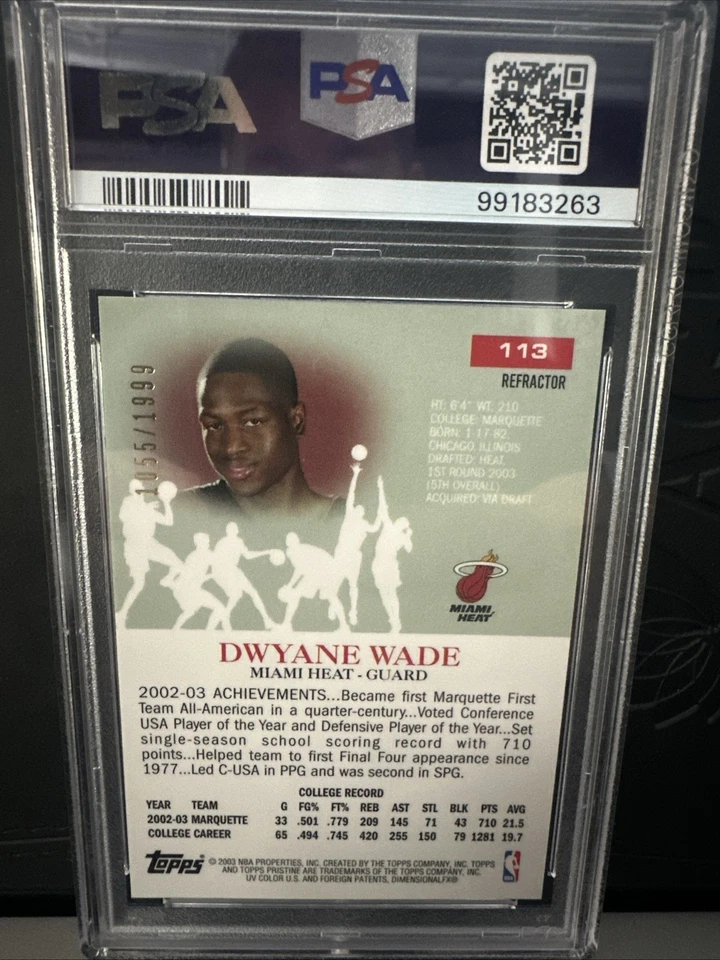 PSA
PSA
99183263
1055/1999
113
REFRACTOR
HT: 6'4" WT: 210
COLLEGE: MARQUETTE
BORN: 1-17-82,
CHICAGO, ILLINOIS
DRAFTED: HEAT,
1ST ROUND 2003
(5TH OVERALL)
ACQUIRED: VIA DRAFT
MIAMI
HEAT
DWYANE WADE
MIAMI HEAT - GUARD
2002-03 ACHIEVEMENTS...Became first Marquette First
Team All-American in a quarter-century...Voted Conference
USA Player of the Year and Defensive Player of the Year...Set
single-season school scoring record with 710
points...Helped team to first Final Four appearance since
1977...Led C-USA in PPG and was second in SPG.
COLLEGE RECORD
YEAR TEAM G FG% FT% REB AST STL BLK PTS AVG
2002-03 MARQUETTE 33 .501 .779 209 145 71 43 710 21.5
COLLEGE CAREER 65 .494 .745 420 255 150 79 1281 19.7
Topps
© 2003 NBA PROPERTIES, INC. CREATED BY THE TOPPS COMPANY, INC. TOPPS
AND TOPPS PRISTINE ARE TRADEMARKS OF THE TOPPS COMPANY, INC.
UV COLOR U.S. AND FOREIGN PATENTS, DIMENSIONALFX®